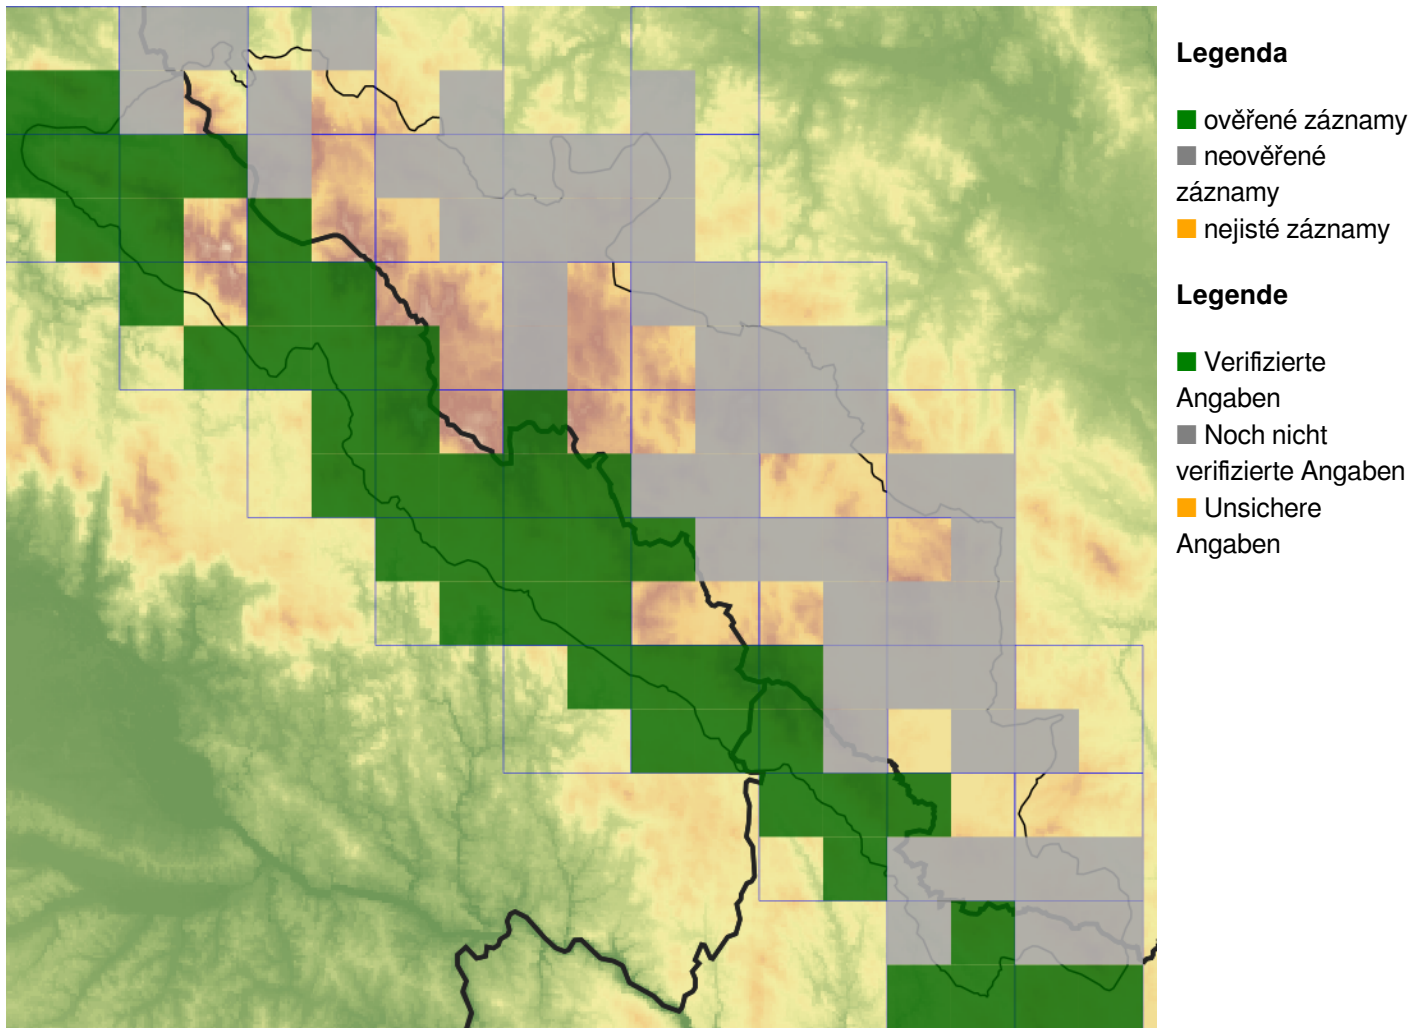 Legenda
ověřené záznamy
neověřené
záznamy
nejisté záznamy
Legende
Verifizierte
Angaben
Noch nicht
verifizierte Angaben
Unsichere
Angaben